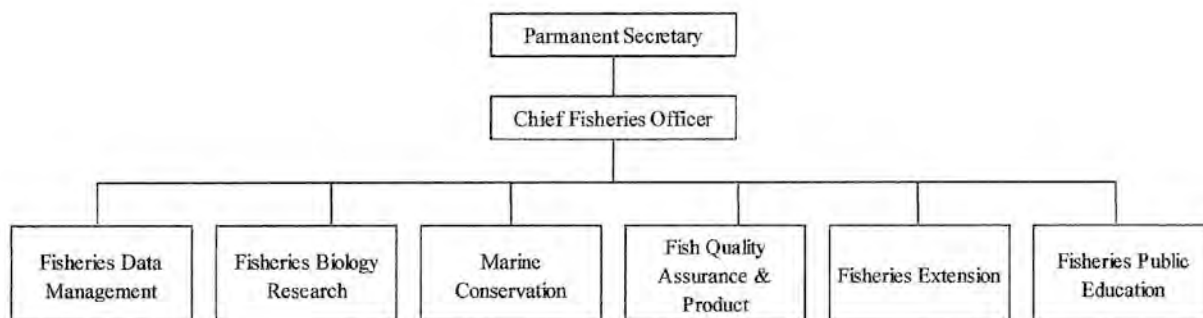 Parmanent Secretary
Chief Fisheries Officer
Fisheries Data
Management
Fisheries Biology
Research
Marine
Conservation
Fish Quality
Assurance &
Product
Fisheries Extension
Fisheries Public
Education